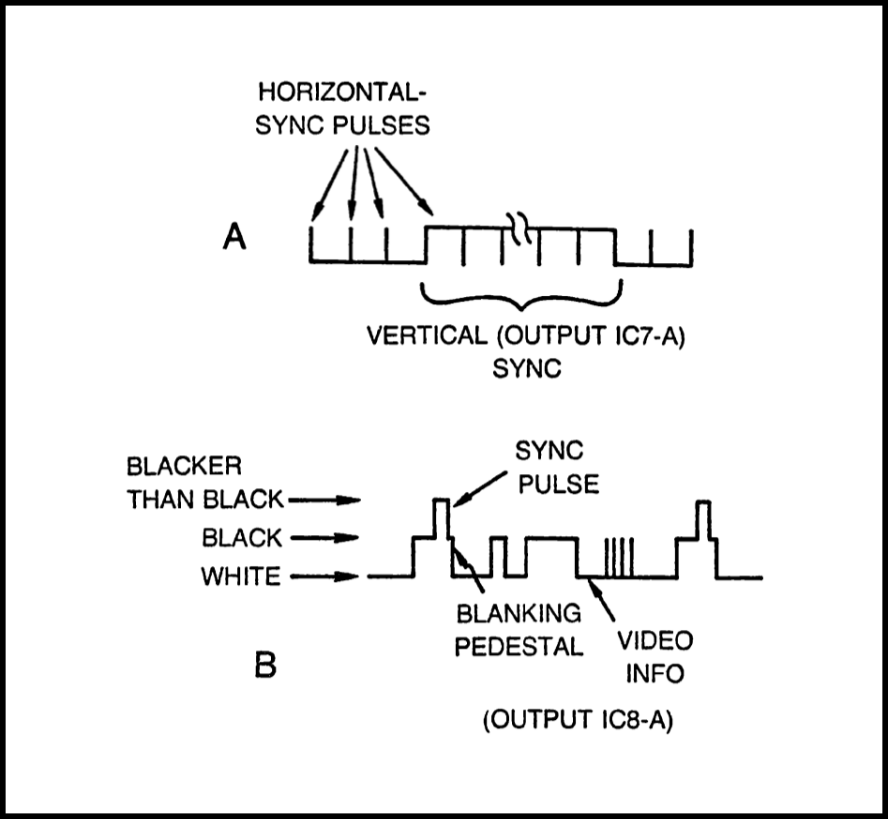 HORIZONTAL-
SYNC PULSES
A
VERTICAL (OUTPUT IC7-A)
SYNC
BLACKER
THAN BLACK
BLACK
WHITE
SYNC
PULSE
BLANKING
PEDESTAL
VIDEO
INFO
B
(OUTPUT IC8-A)